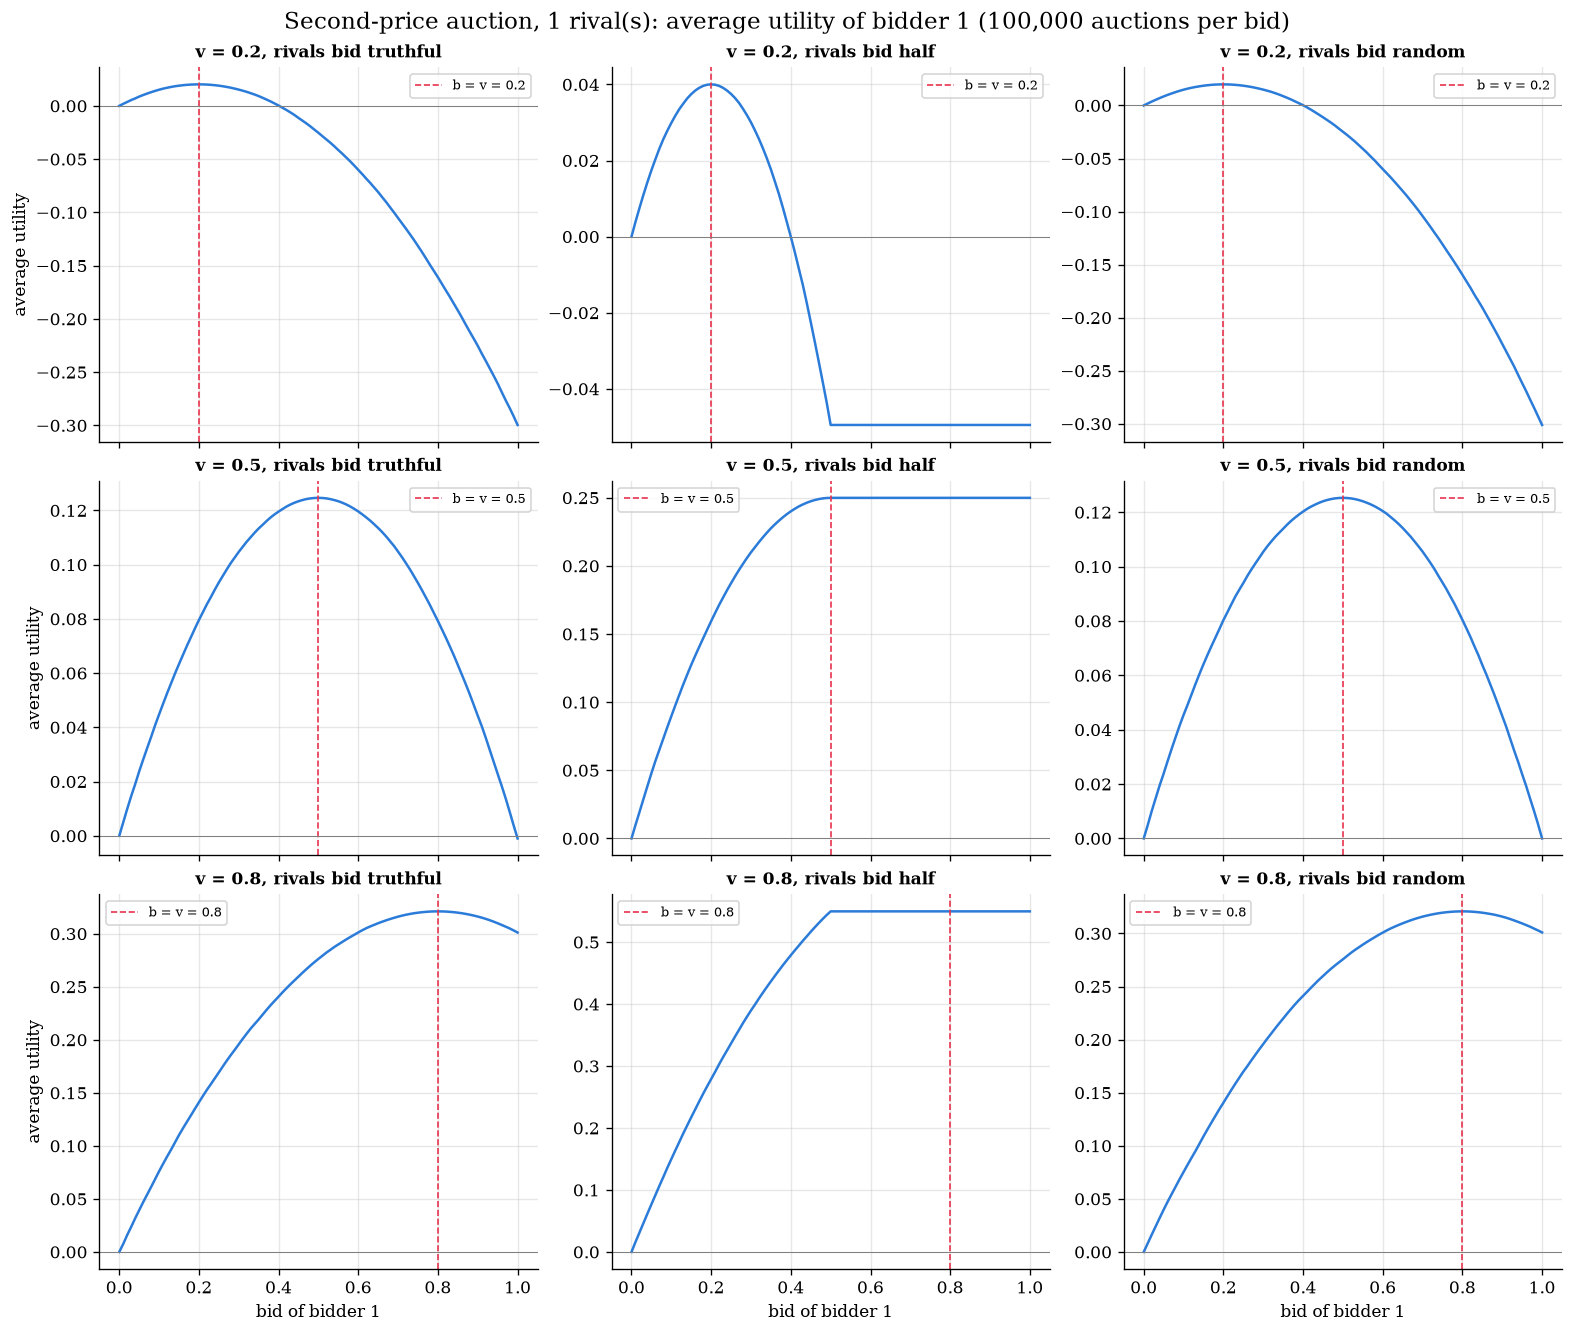 Second-price auction, 1 rival(s): average utility of bidder 1 (100,000 auctions per bid)
v = 0.2, rivals bid truthful
b = v = 0.2
0.00
−0.05
−0.10
−0.15
−0.20
−0.25
−0.30
average utility
v = 0.2, rivals bid half
b = v = 0.2
0.04
0.02
0.00
−0.02
−0.04
v = 0.2, rivals bid random
b = v = 0.2
0.00
−0.05
−0.10
−0.15
−0.20
−0.25
−0.30
v = 0.5, rivals bid truthful
b = v = 0.5
0.12
0.10
0.08
0.06
0.04
0.02
0.00
average utility
v = 0.5, rivals bid half
b = v = 0.5
0.25
0.20
0.15
0.10
0.05
0.00
v = 0.5, rivals bid random
b = v = 0.5
0.12
0.10
0.08
0.06
0.04
0.02
0.00
v = 0.8, rivals bid truthful
b = v = 0.8
0.30
0.25
0.20
0.15
0.10
0.05
0.00
average utility
0.0 0.2 0.4 0.6 0.8 1.0
bid of bidder 1
v = 0.8, rivals bid half
b = v = 0.8
0.5
0.4
0.3
0.2
0.1
0.0
0.0 0.2 0.4 0.6 0.8 1.0
bid of bidder 1
v = 0.8, rivals bid random
b = v = 0.8
0.30
0.25
0.20
0.15
0.10
0.05
0.00
0.0 0.2 0.4 0.6 0.8 1.0
bid of bidder 1